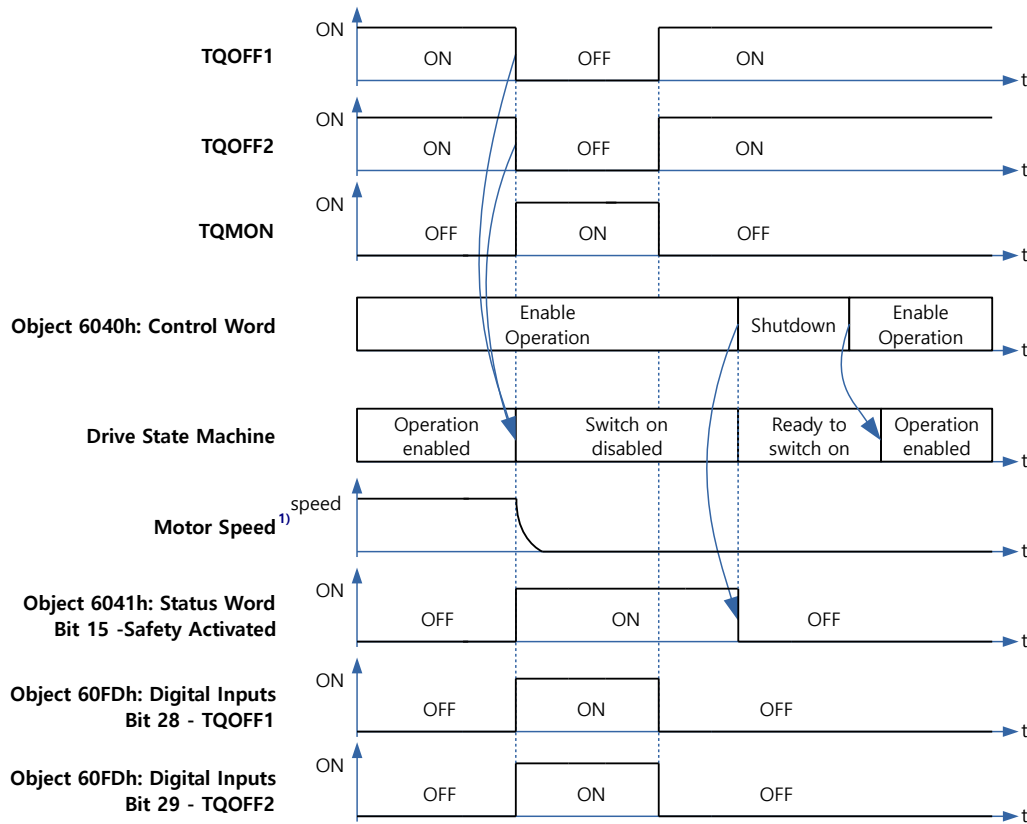 ON
TQOFF1
ON OFF ON
t
ON
TQOFF2
ON OFF ON
t
ON
TQMON
OFF ON OFF
t
Object 6040h: Control Word
Enable
Operation
Shutdown
Enable
Operation
t
Drive State Machine
Operation
enabled
Switch on
disabled
Ready to
switch on
Operation
enabled
t
speed
Motor Speed1)
t
ON
Object 6041h: Status Word
Bit 15 -Safety Activated
OFF ON OFF
t
ON
Object 60FDh: Digital Inputs
Bit 28 - TQOFF1
OFF ON OFF
t
ON
Object 60FDh: Digital Inputs
Bit 29 - TQOFF2
OFF ON OFF
t